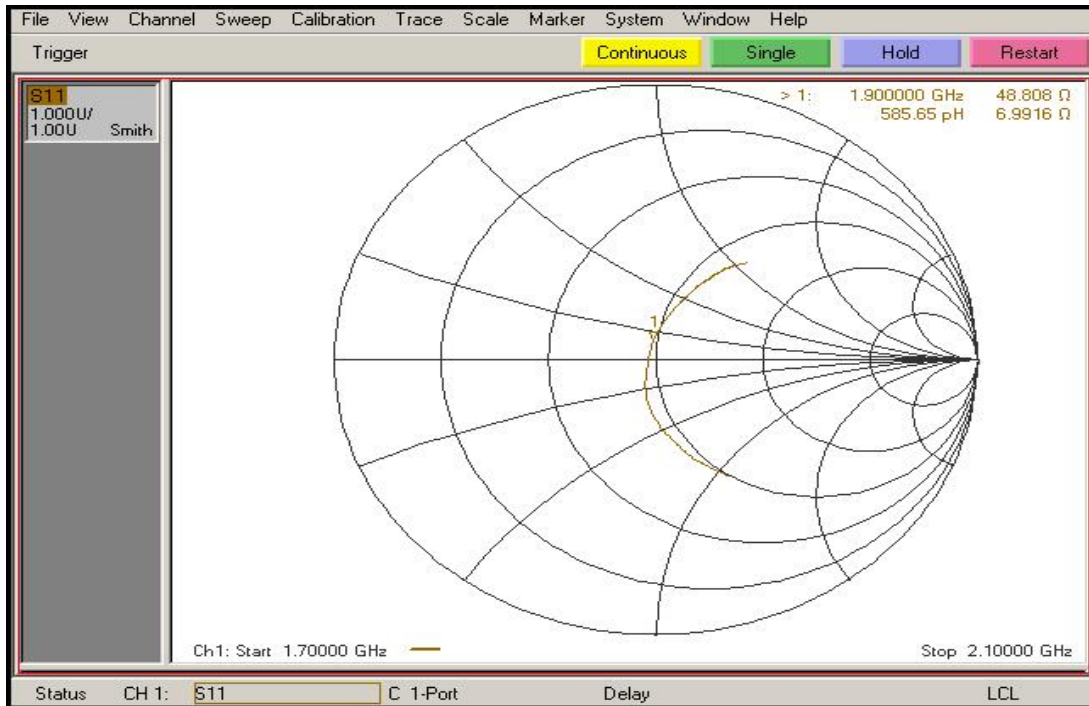 File View Channel Sweep Calibration Trace Scale Marker System Window Help
Trigger Continuous Single Hold Restart
S11
1.000U/
1.00U Smith
> 1: 1.900000 GHz 48.808 Ω
585.65 pH 6.9916 Ω
1
Ch1: Start 1.70000 GHz Stop 2.10000 GHz
Status CH 1: S11 C 1-Port Delay LCL